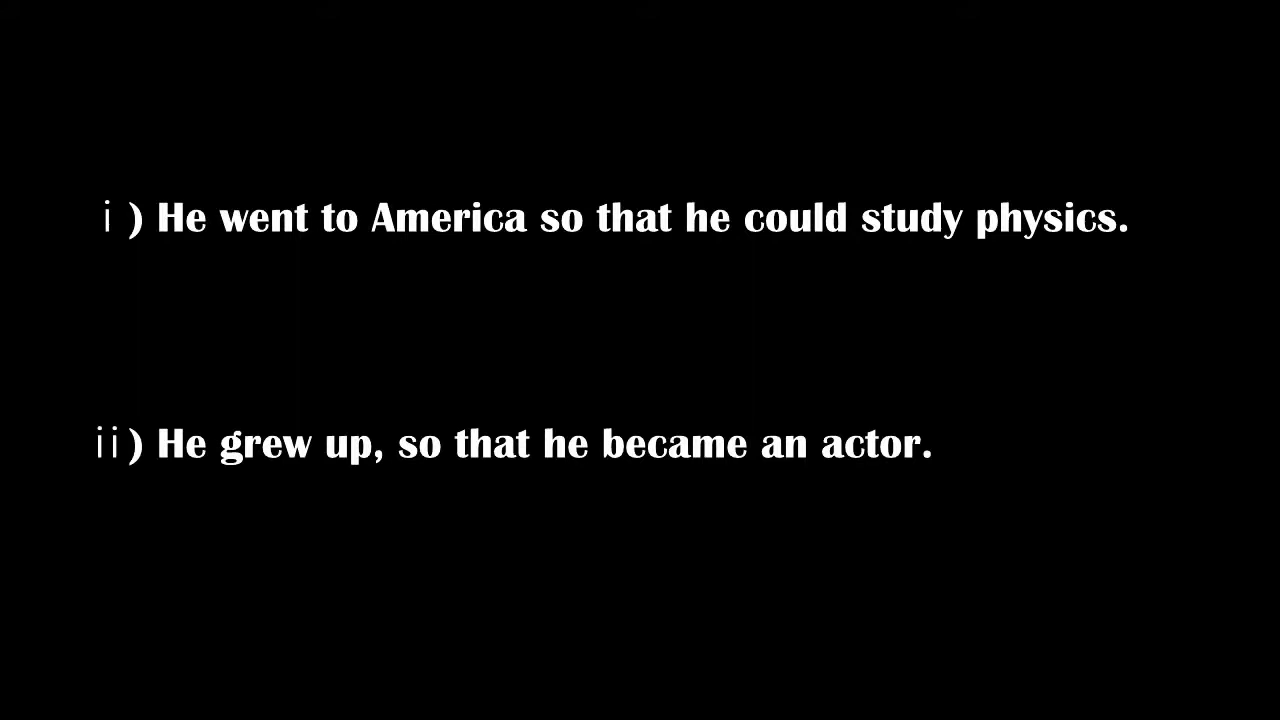 i) He went to America so that he could study physics.
ii) He grew up, so that he became an actor.